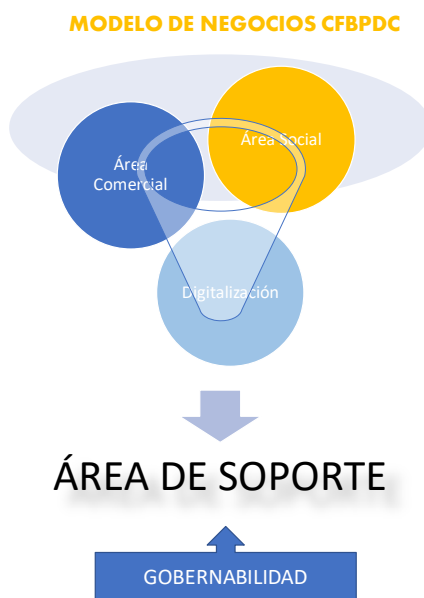 MODELO DE NEGOCIOS CFBPDC
Área Social
Área
Comercial
Digitalización
ÁREA DE SOPORTE
GOBERNABILIDAD